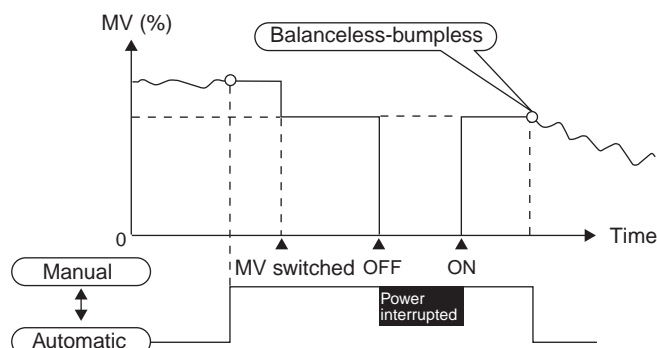 MV (%)
Balanceless-bumpless
0
Time
MV switched
OFF
ON
Manual
Power
interrupted
Automatic